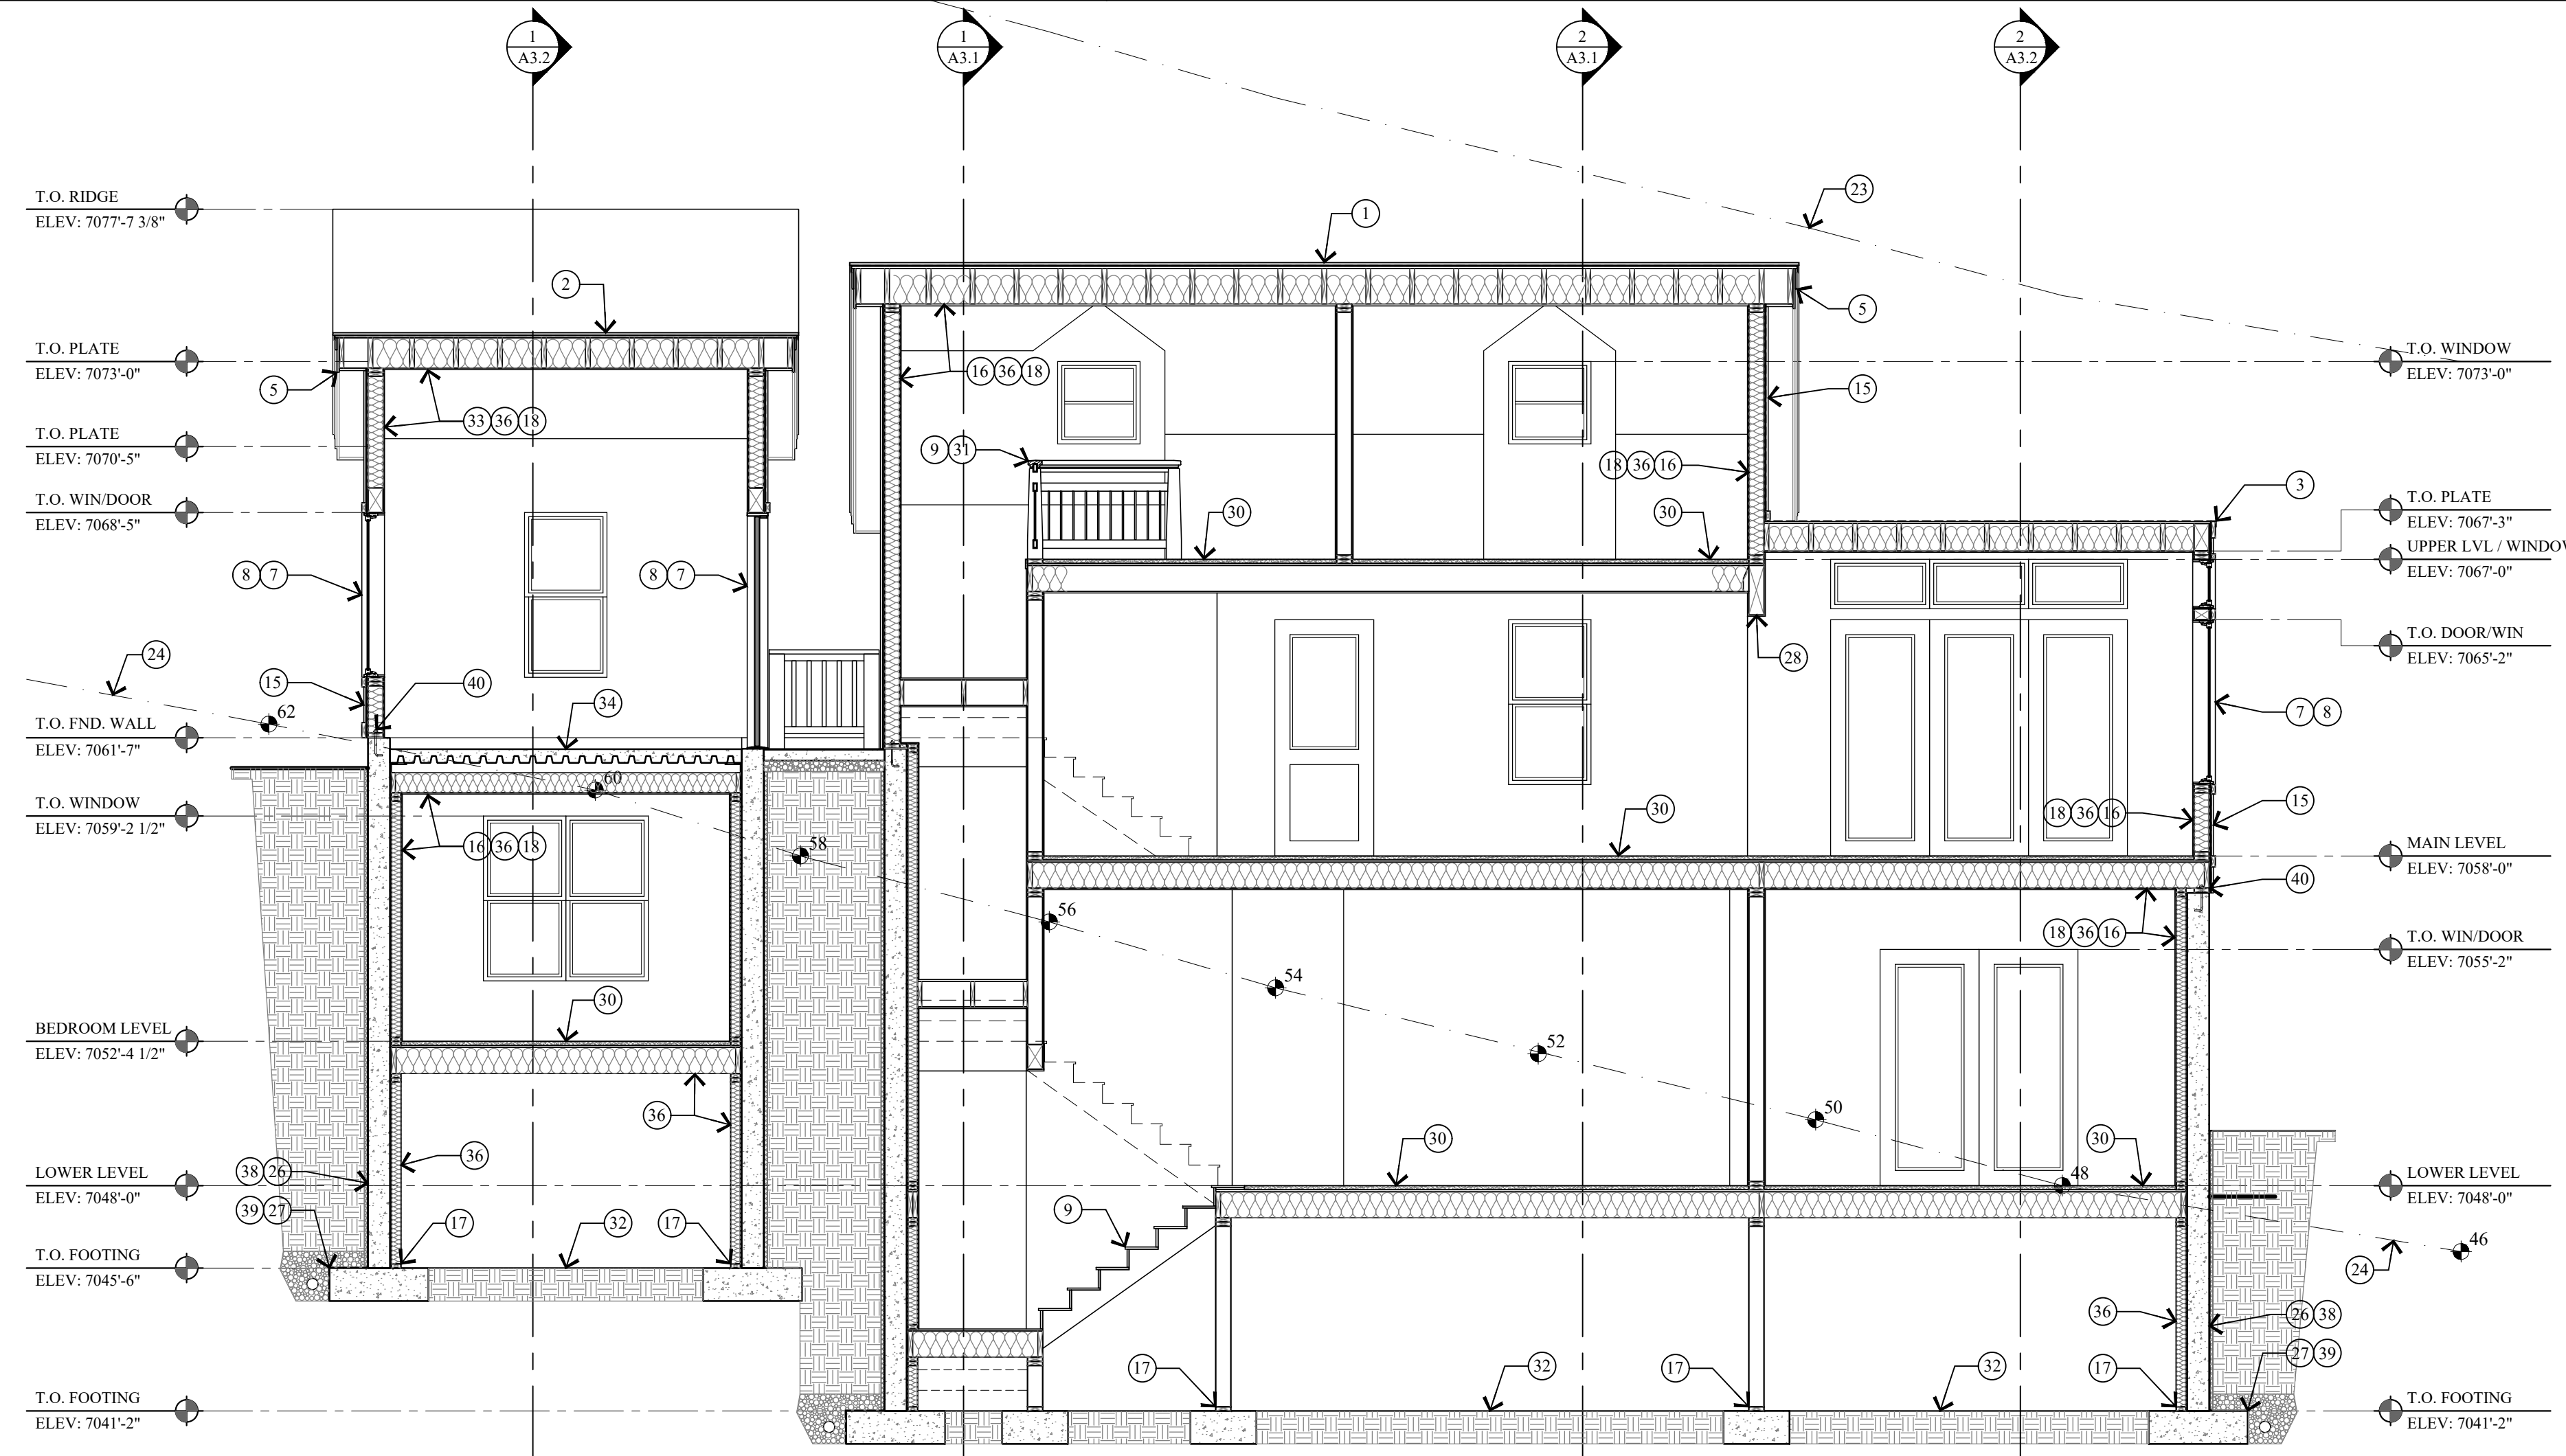 1
A3.2
1
A3.1
2
A3.1
2
A3.2
T.O. RIDGE
ELEV: 7077'-7 3/8"
23
1
2
5
T.O. PLATE
ELEV: 7073'-0"
T.O. WINDOW
ELEV: 7073'-0"
5
16 36 18
15
33 36 18
T.O. PLATE
ELEV: 7070'-5"
9 31
18 36 16
T.O. WIN/DOOR
ELEV: 7068'-5"
30
30
3
T.O. PLATE
ELEV: 7067'-3"
UPPER LVL / WINDOW
ELEV: 7067'-0"
8 7
8 7
24
28
T.O. DOOR/WIN
ELEV: 7065'-2"
15
40
34
7 8
62
T.O. FND. WALL
ELEV: 7061'-7"
60
T.O. WINDOW
ELEV: 7059'-2 1/2"
30
18 36 16
15
16 36 18
58
MAIN LEVEL
ELEV: 7058'-0"
40
56
18 36 16
T.O. WIN/DOOR
ELEV: 7055'-2"
54
30
BEDROOM LEVEL
ELEV: 7052'-4 1/2"
52
36
50
36
30
30
LOWER LEVEL
ELEV: 7048'-0"
38 26
48
LOWER LEVEL
ELEV: 7048'-0"
39 27
17
32
17
9
46
T.O. FOOTING
ELEV: 7045'-6"
24
36
26 38
17
32
17
32
17
27 39
T.O. FOOTING
ELEV: 7041'-2"
T.O. FOOTING
ELEV: 7041'-2"